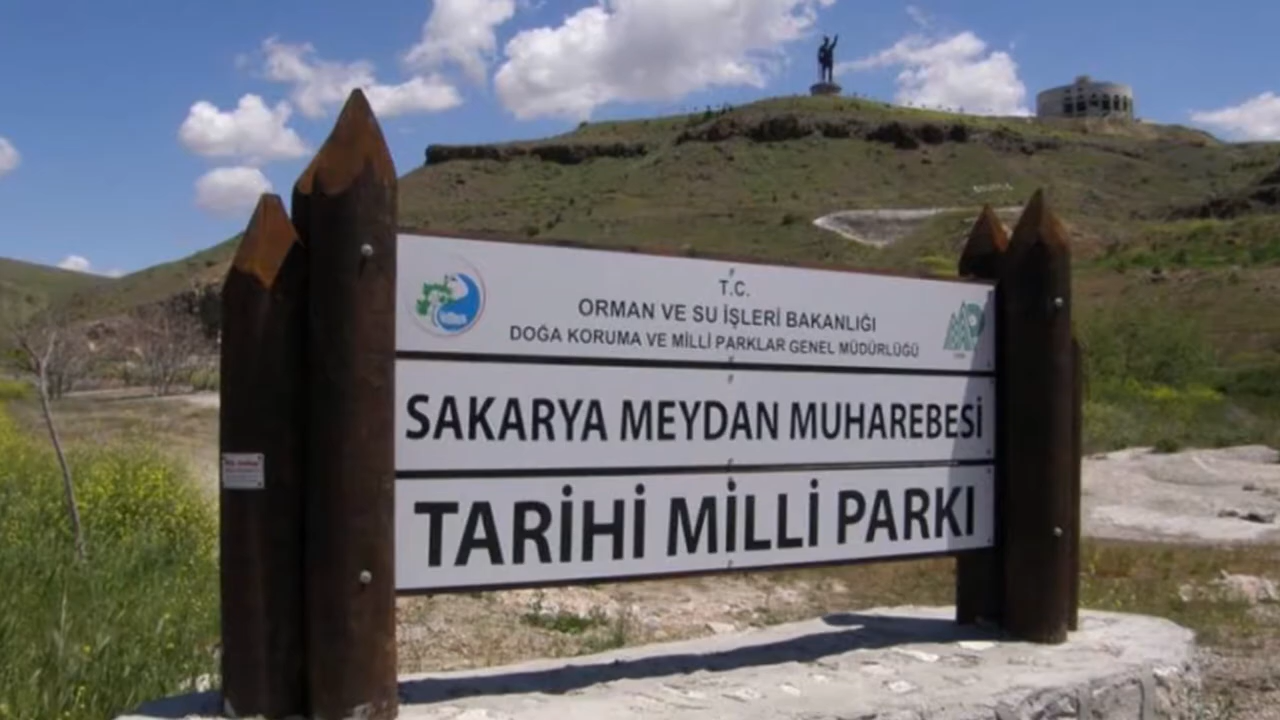 T.C.
ORMAN VE SU İŞLERİ BAKANLIĞI
DOĞA KORUMA VE MİLLİ PARKLAR GENEL MÜDÜRLÜĞÜ
SAKARYA MEYDAN MUHAREBESİ
TARİHİ MİLLİ PARKI